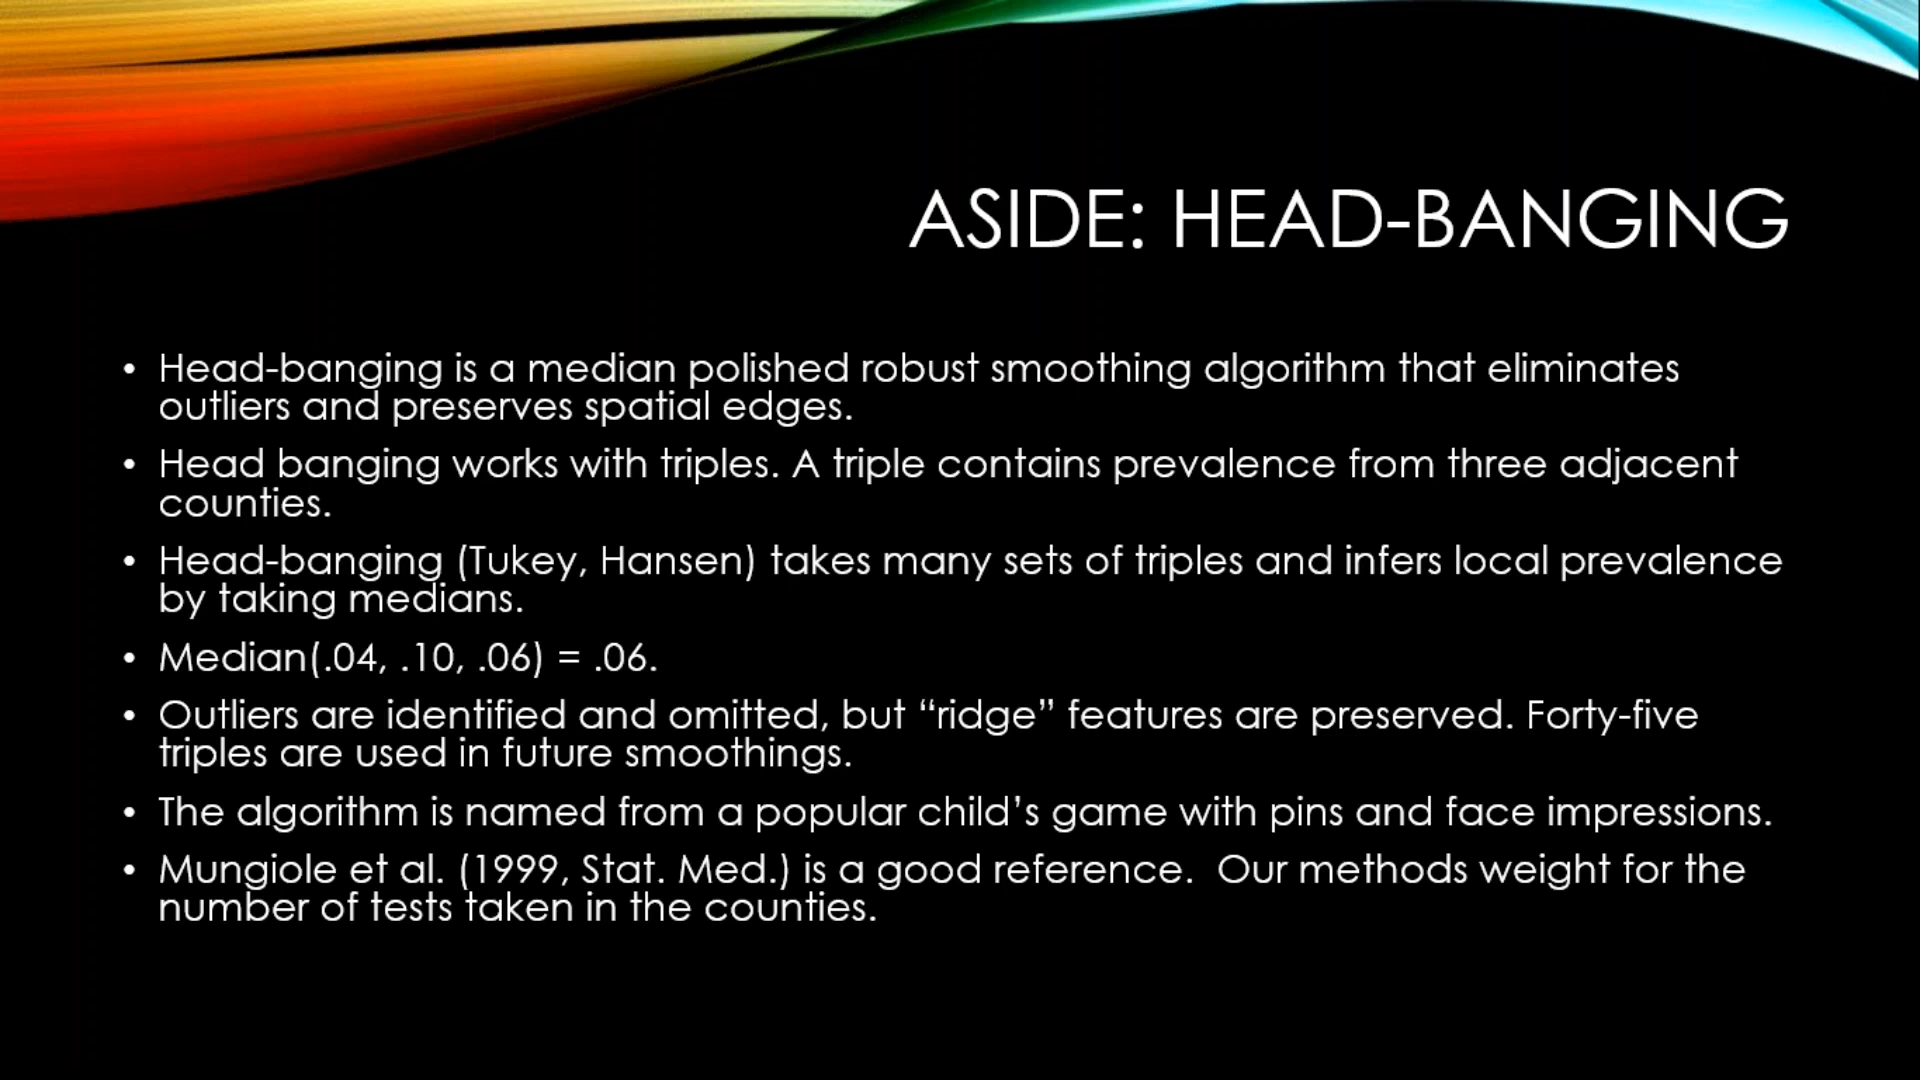 ASIDE: HEAD-BANGING
• Head-banging is a median polished robust smoothing algorithm that eliminates
outliers and preserves spatial edges.
• Head banging works with triples. A triple contains prevalence from three adjacent
counties.
• Head-banging (Tukey, Hansen) takes many sets of triples and infers local prevalence
by taking medians.
• Median(.04, .10, .06) = .06.
• Outliers are identified and omitted, but “ridge” features are preserved. Forty-five
triples are used in future smoothings.
• The algorithm is named from a popular child’s game with pins and face impressions.
• Mungiole et al. (1999, Stat. Med.) is a good reference.  Our methods weight for the
number of tests taken in the counties.